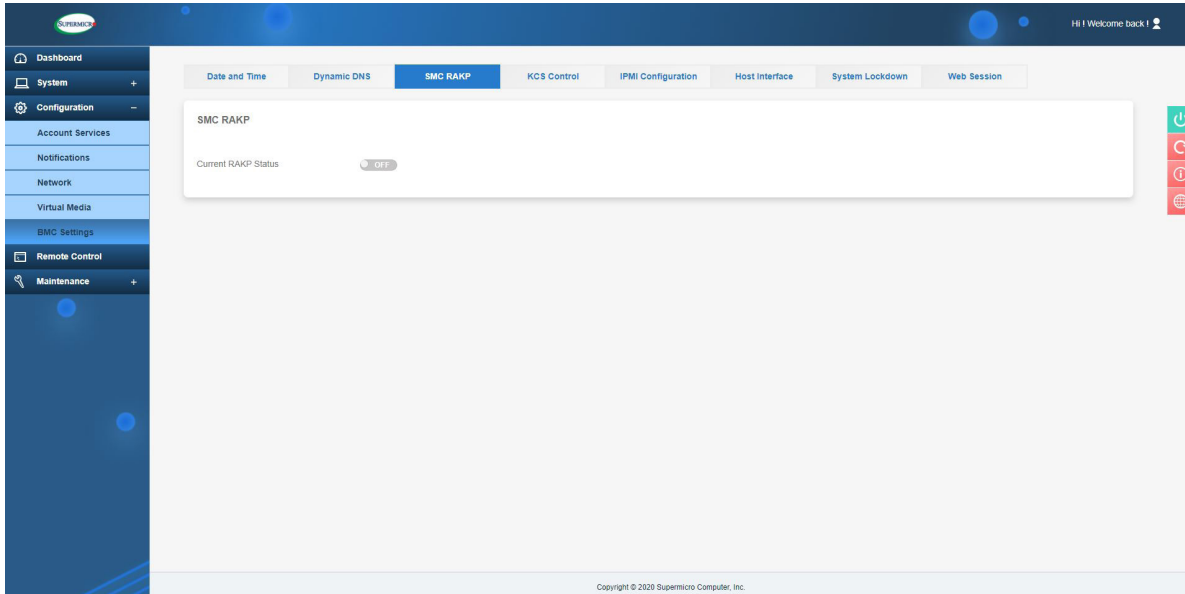 SUPERMICRO
Hi ! Welcome back !
Dashboard
System +
Configuration −
Account Services
Notifications
Network
Virtual Media
BMC Settings
Remote Control
Maintenance +
Date and Time Dynamic DNS SMC RAKP KCS Control IPMI Configuration Host Interface System Lockdown Web Session
SMC RAKP
Current RAKP Status OFF
Copyright © 2020 Supermicro Computer, Inc.